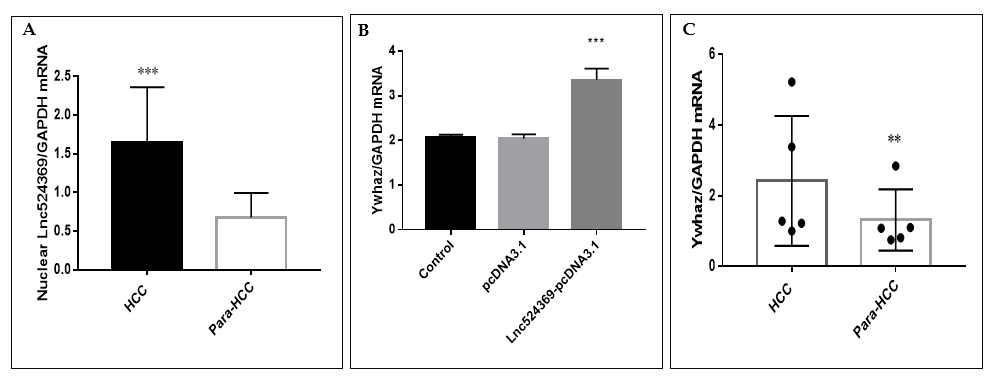 A
Nuclear Lnc524369/GAPDH mRNA
2.5
2.0
1.5
1.0
0.5
0.0
***
HCC
Para-HCC
B
Ywhaz/GAPDH mRNA
4
3
2
1
0
***
Control
pcDNA3.1
Lnc524369-pcDNA3.1
C
Ywhaz/GAPDH mRNA
6
4
2
0
**
HCC
Para-HCC